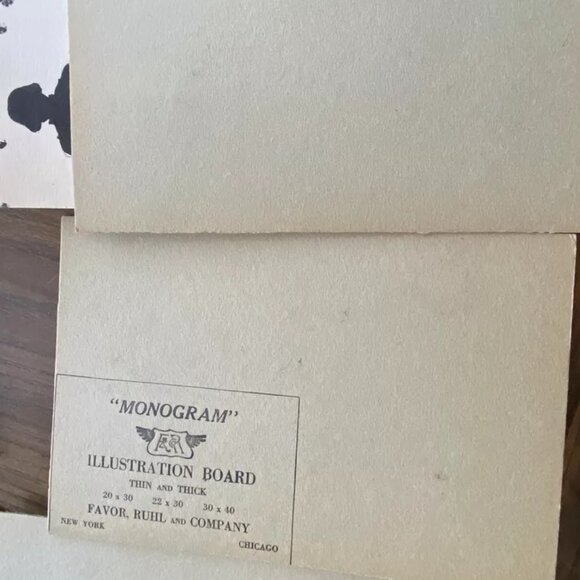 "MONOGRAM"
F&R
ILLUSTRATION BOARD
THIN AND THICK
20 x 30 22 x 30 30 x 40
FAVOR, RUHL AND COMPANY
NEW YORK
CHICAGO